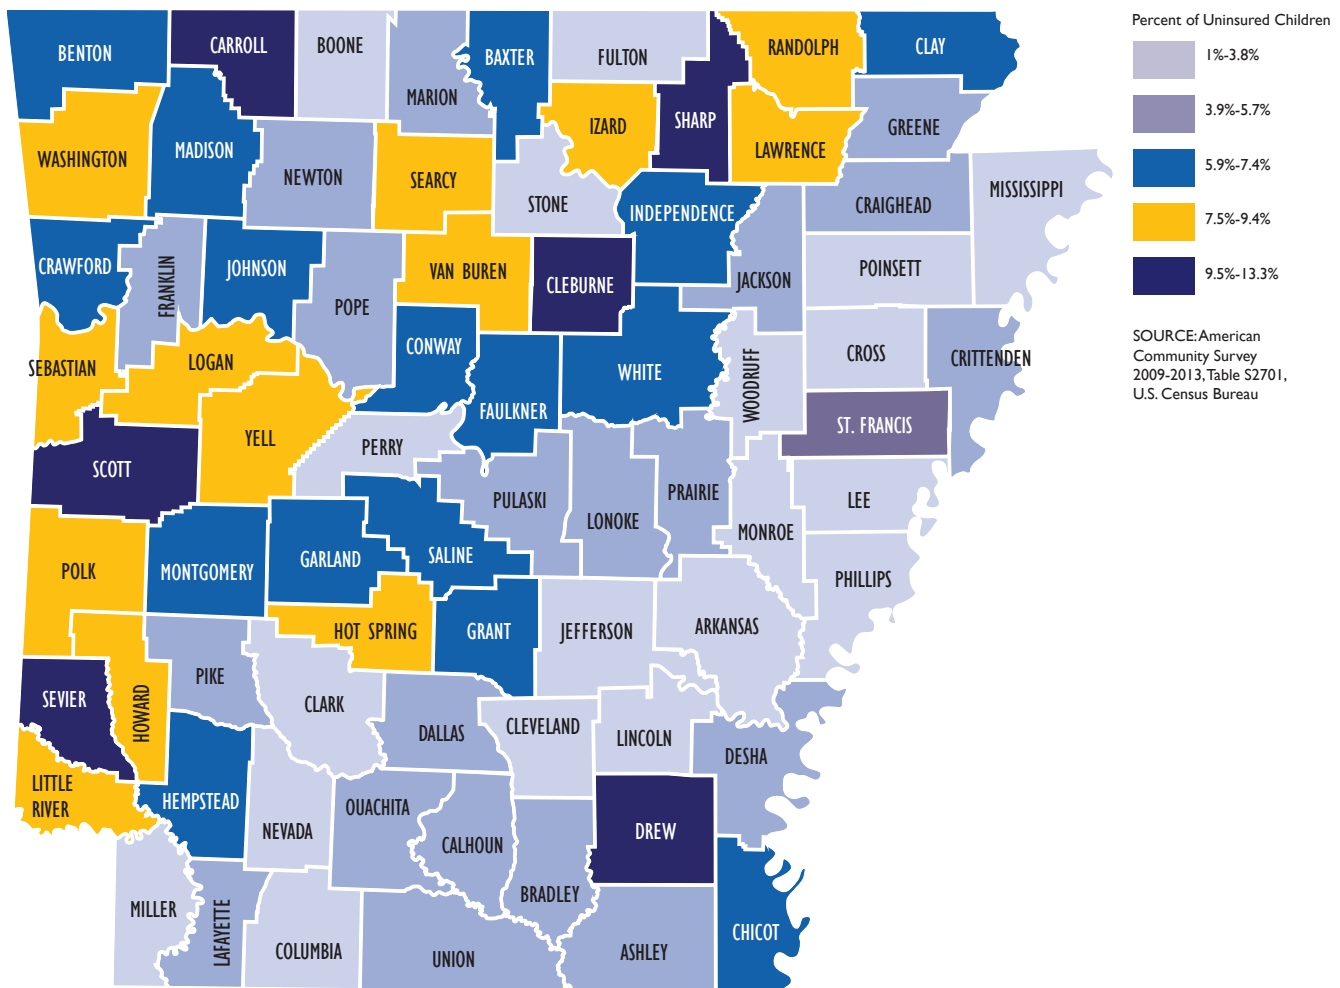 Percent of Uninsured Children
1%-3.8%
3.9%-5.7%
5.9%-7.4%
7.5%-9.4%
9.5%-13.3%
SOURCE: American
Community Survey
2009-2013, Table S2701,
U.S. Census Bureau
BENTON
CARROLL
BOONE
MARION
BAXTER
FULTON
SHARP
RANDOLPH
CLAY
WASHINGTON
MADISON
NEWTON
SEARCY
STONE
IZARD
LAWRENCE
GREENE
MISSISSIPPI
CRAWFORD
FRANKLIN
JOHNSON
POPE
VAN BUREN
CLEBURNE
INDEPENDENCE
JACKSON
CRAIGHEAD
POINSETT
SEBASTIAN
LOGAN
CONWAY
FAULKNER
WHITE
WOODRUFF
CROSS
CRITTENDEN
SCOTT
YELL
PERRY
PULASKI
LONOKE
PRAIRIE
MONROE
ST. FRANCIS
LEE
POLK
MONTGOMERY
GARLAND
SALINE
PHILLIPS
HOT SPRING
GRANT
JEFFERSON
ARKANSAS
SEVIER
HOWARD
PIKE
CLARK
DALLAS
CLEVELAND
LINCOLN
DESHA
LITTLE
RIVER
HEMPSTEAD
NEVADA
OUACHITA
CALHOUN
BRADLEY
DREW
MILLER
LAFAYETTE
COLUMBIA
UNION
ASHLEY
CHICOT